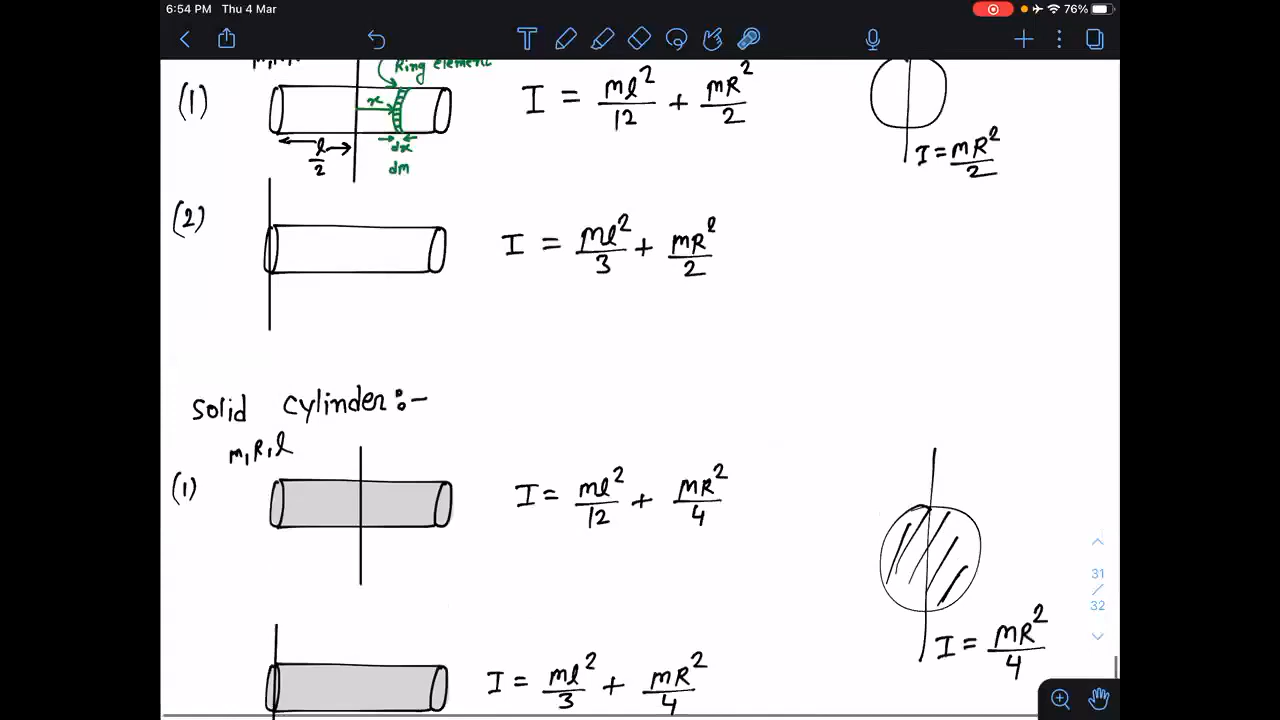 6:54 PM Thu 4 Mar
76%
Ring element
(1)
x
I = ml²/12 + mR²/2
l/2
dx
dm
I = mR²/2
(2)
I = ml²/3 + mR²/2
Solid cylinder :-
m, R, l
(1)
I = ml²/12 + mR²/4
31
/
32
I = mR²/4
I = ml²/3 + mR²/4